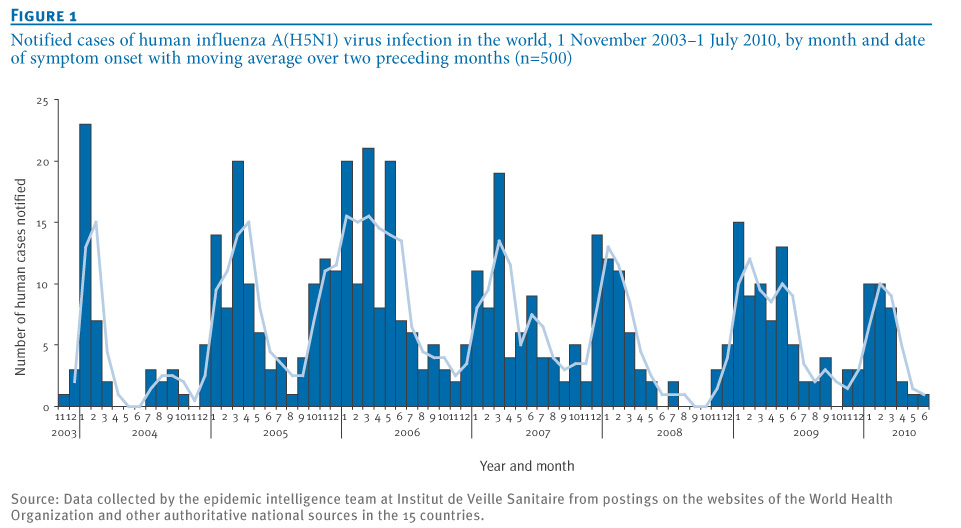 FIGURE 1
Notified cases of human influenza A(H5N1) virus infection in the world, 1 November 2003–1 July 2010, by month and date
of symptom onset with moving average over two preceding months (n=500)
25
20
15
10
5
0
Number of human cases notified
11 12 1 2 3 4 5 6 7 8 9 10 11 12 1 2 3 4 5 6 7 8 9 10 11 12 1 2 3 4 5 6 7 8 9 10 11 12 1 2 3 4 5 6 7 8 9 10 11 12 1 2 3 4 5 6 7 8 9 10 11 12 1 2 3 4 5 6 7 8 9 10 11 12 1 2 3 4 5 6
2003 2004 2005 2006 2007 2008 2009 2010
Year and month
Source: Data collected by the epidemic intelligence team at Institut de Veille Sanitaire from postings on the websites of the World Health
Organization and other authoritative national sources in the 15 countries.